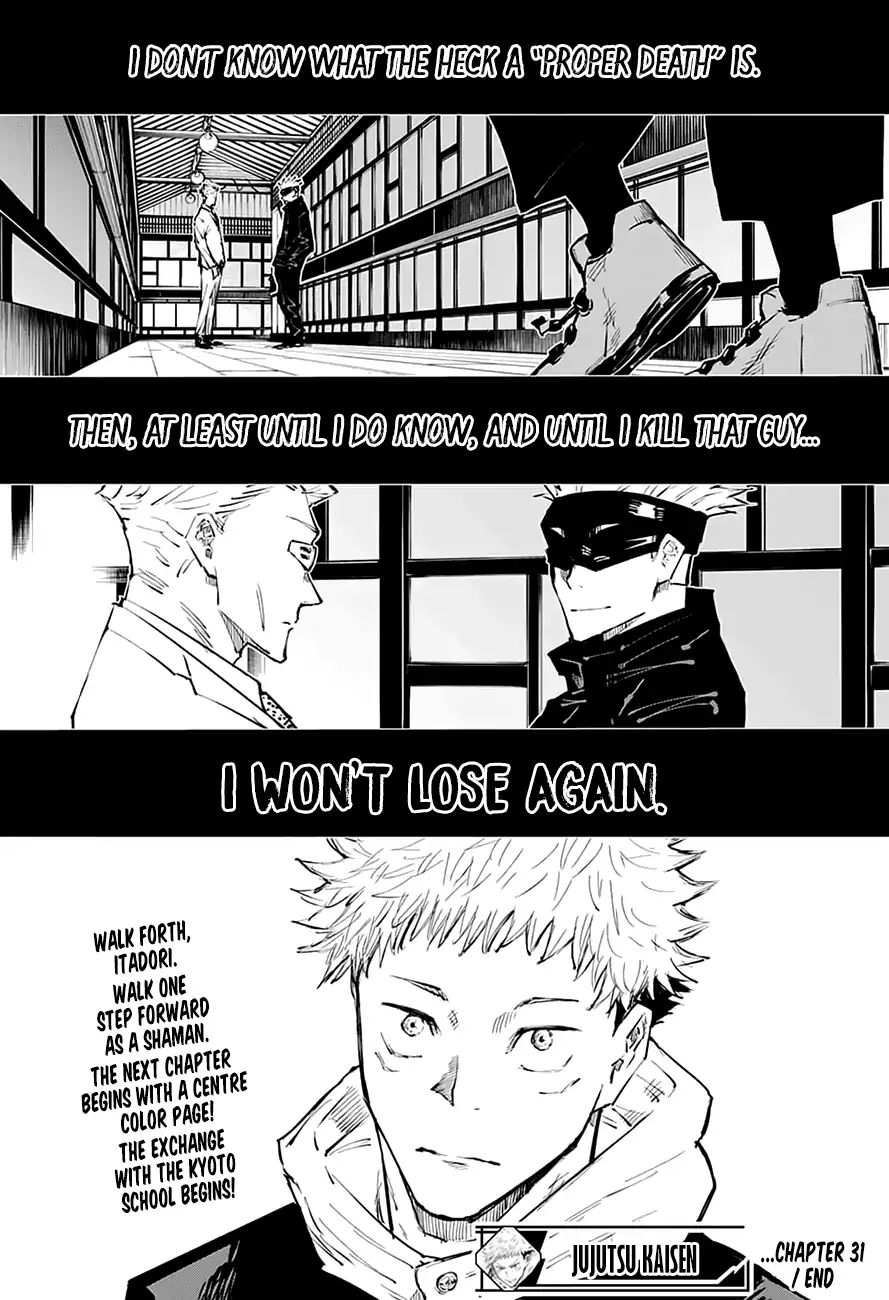 I DON'T KNOW WHAT THE HECK A "PROPER DEATH" IS.
THEN, AT LEAST UNTIL I DO KNOW, AND UNTIL I KILL THAT GUY...
I WON'T LOSE AGAIN.
WALK FORTH,
ITADORI.
WALK ONE
STEP FORWARD
AS A SHAMAN.
THE NEXT CHAPTER
BEGINS WITH A CENTRE
COLOR PAGE!
THE EXCHANGE
WITH THE KYOTO
SCHOOL BEGINS!
JUJUTSU KAISEN
...CHAPTER 31
/ END